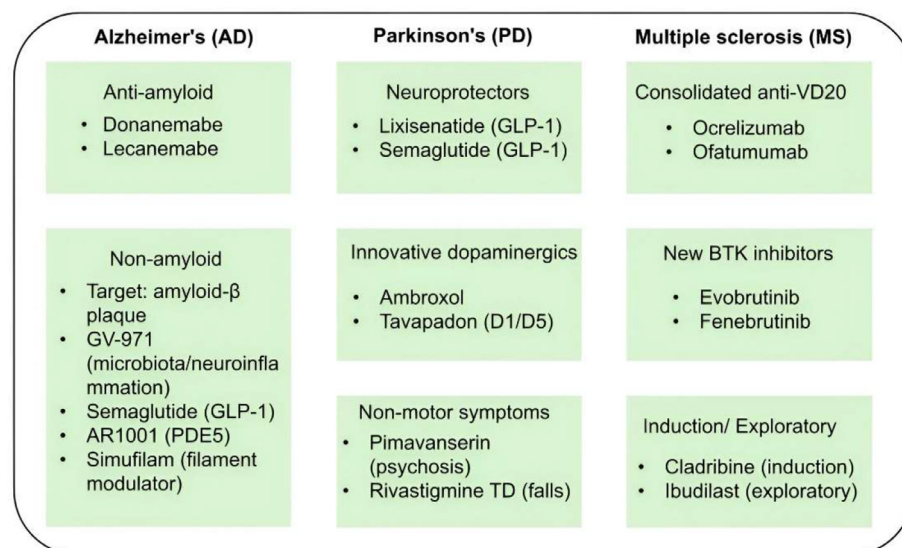 Alzheimer's (AD)
Anti-amyloid
• Donanemabe
• Lecanemabe
Non-amyloid
• Target: amyloid-β
plaque
• GV-971
(microbiota/neuroinfla
mmation)
• Semaglutide (GLP-1)
• AR1001 (PDE5)
• Simufilam (filament
modulator)
Parkinson's (PD)
Neuroprotectors
• Lixisenatide (GLP-1)
• Semaglutide (GLP-1)
Innovative dopaminergics
• Ambroxol
• Tavapadon (D1/D5)
Non-motor symptoms
• Pimavanserin
(psychosis)
• Rivastigmine TD (falls)
Multiple sclerosis (MS)
Consolidated anti-VD20
• Ocrelizumab
• Ofatumumab
New BTK inhibitors
• Evobrutinib
• Fenebrutinib
Induction/ Exploratory
• Cladribine (induction)
• Ibudilast (exploratory)